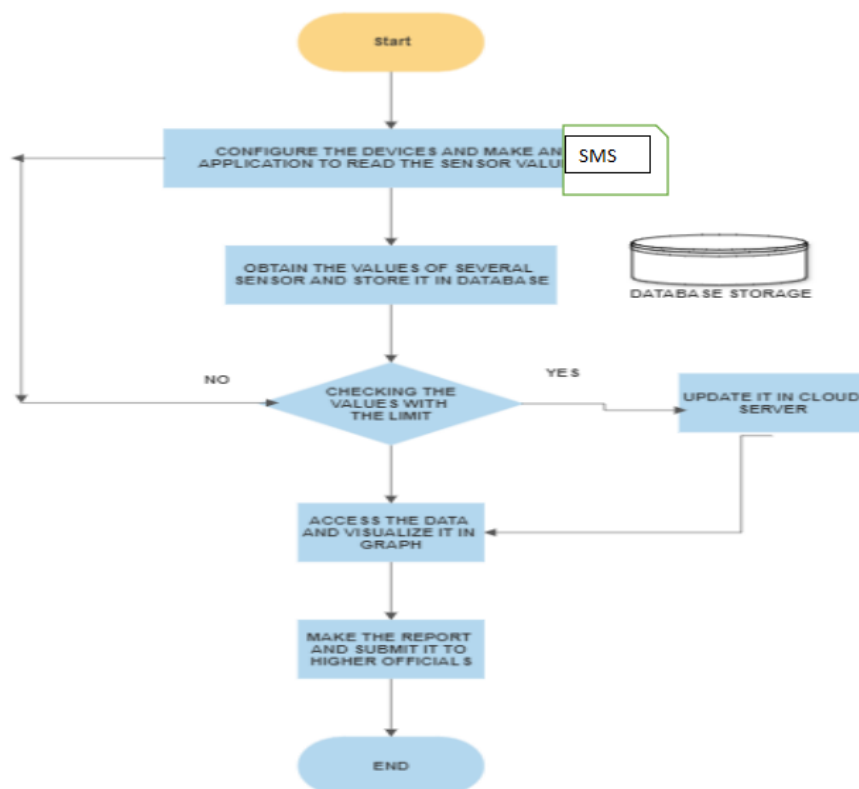 Start
CONFIGURE THE DEVICES AND MAKE AN
APPLICATION TO READ THE SENSOR VALU
SMS
OBTAIN THE VALUES OF SEVERAL
SENSOR AND STORE IT IN DATABASE
DATABASE STORAGE
NO
CHECKING THE
VALUES WITH
THE LIMIT
YES
UPDATE IT IN CLOUD
SERVER
ACCESS THE DATA
AND VISUALIZE IT IN
GRAPH
MAKE THE REPORT
AND SUBMIT IT TO
HIGHER OFFICIALS
END